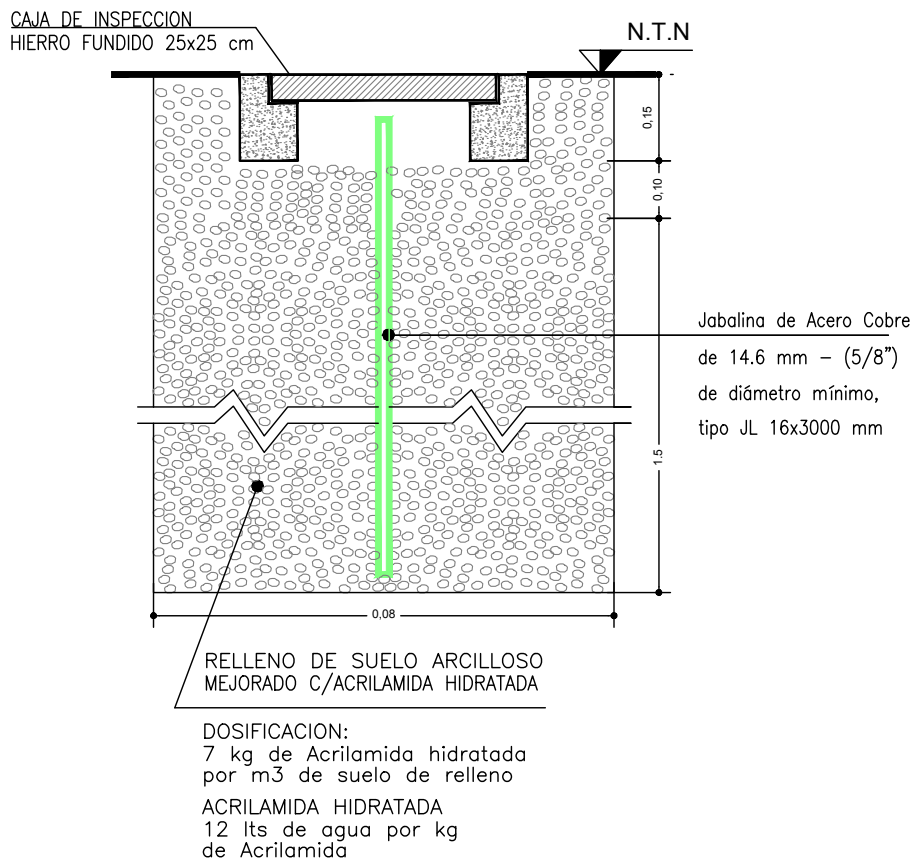 CAJA DE INSPECCION
HIERRO FUNDIDO 25x25 cm
N.T.N
0,15
0,10
Jabalina de Acero Cobre
de 14.6 mm – (5/8")
de diámetro mínimo,
tipo JL 16x3000 mm
1.5
0,08
RELLENO DE SUELO ARCILLOSO
MEJORADO C/ACRILAMIDA HIDRATADA
DOSIFICACION:
7 kg de Acrilamida hidratada
por m3 de suelo de relleno
ACRILAMIDA HIDRATADA
12 lts de agua por kg
de Acrilamida